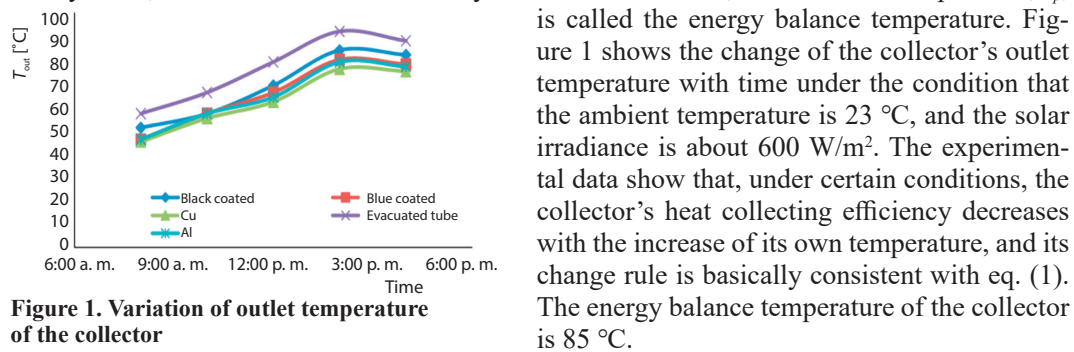 100
90
80
70
60
50
40
30
20
10
0
T_out [˚C]
Black coated
Blue coated
Cu
Evacuated tube
Al
6:00 a. m. 9:00 a. m. 12:00 p. m. 3:00 p. m. 6:00 p. m.
Time
Figure 1. Variation of outlet temperature
of the collector
is called the energy balance temperature. Fig-
ure 1 shows the change of the collector’s outlet
temperature with time under the condition that
the ambient temperature is 23 °C, and the solar
irradiance is about 600 W/m². The experimen-
tal data show that, under certain conditions, the
collector’s heat collecting efficiency decreases
with the increase of its own temperature, and its
change rule is basically consistent with eq. (1).
The energy balance temperature of the collector
is 85 °C.